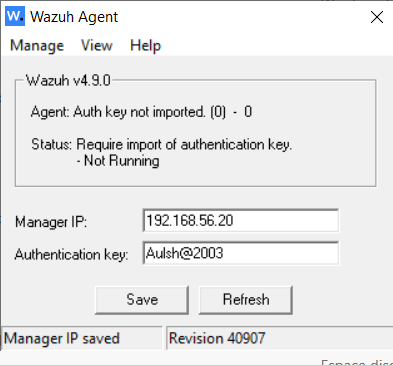 Wazuh Agent
Manage View Help
Wazuh v4.9.0
Agent: Auth key not imported. (0) - 0
Status: Require import of authentication key.
- Not Running
Manager IP: 192.168.56.20
Authentication key: Aulsh@2003
Save Refresh
Manager IP saved Revision 40907